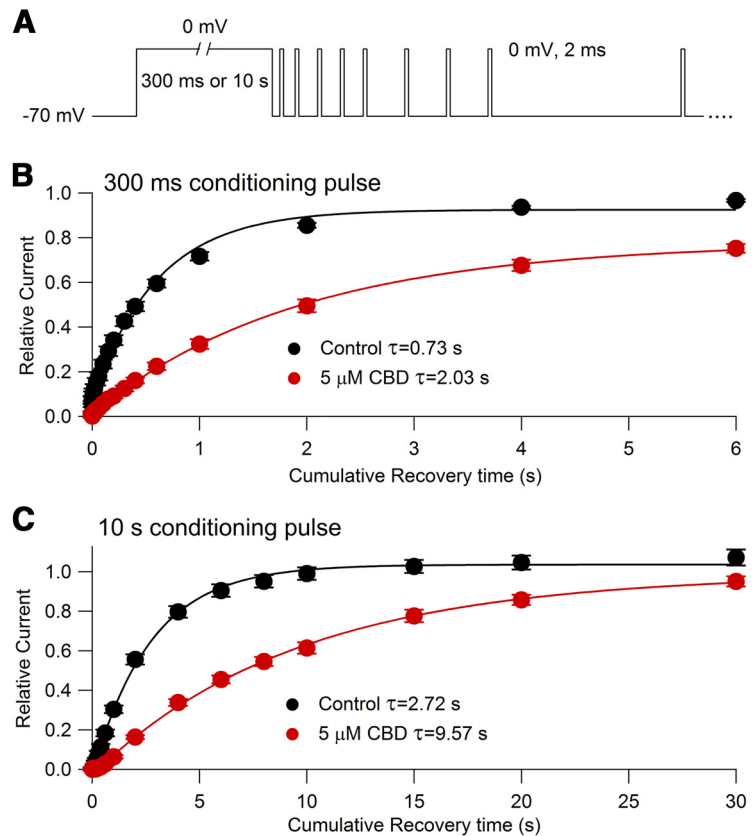 A
0 mV
300 ms or 10 s
0 mV, 2 ms
-70 mV
B
300 ms conditioning pulse
1.0
0.8
0.6
0.4
0.2
0.0
Relative Current
Control τ=0.73 s
5 μM CBD τ=2.03 s
0 1 2 3 4 5 6
Cumulative Recovery time (s)
C
10 s conditioning pulse
1.0
0.8
0.6
0.4
0.2
0.0
Relative Current
Control τ=2.72 s
5 μM CBD τ=9.57 s
0 5 10 15 20 25 30
Cumulative Recovery time (s)